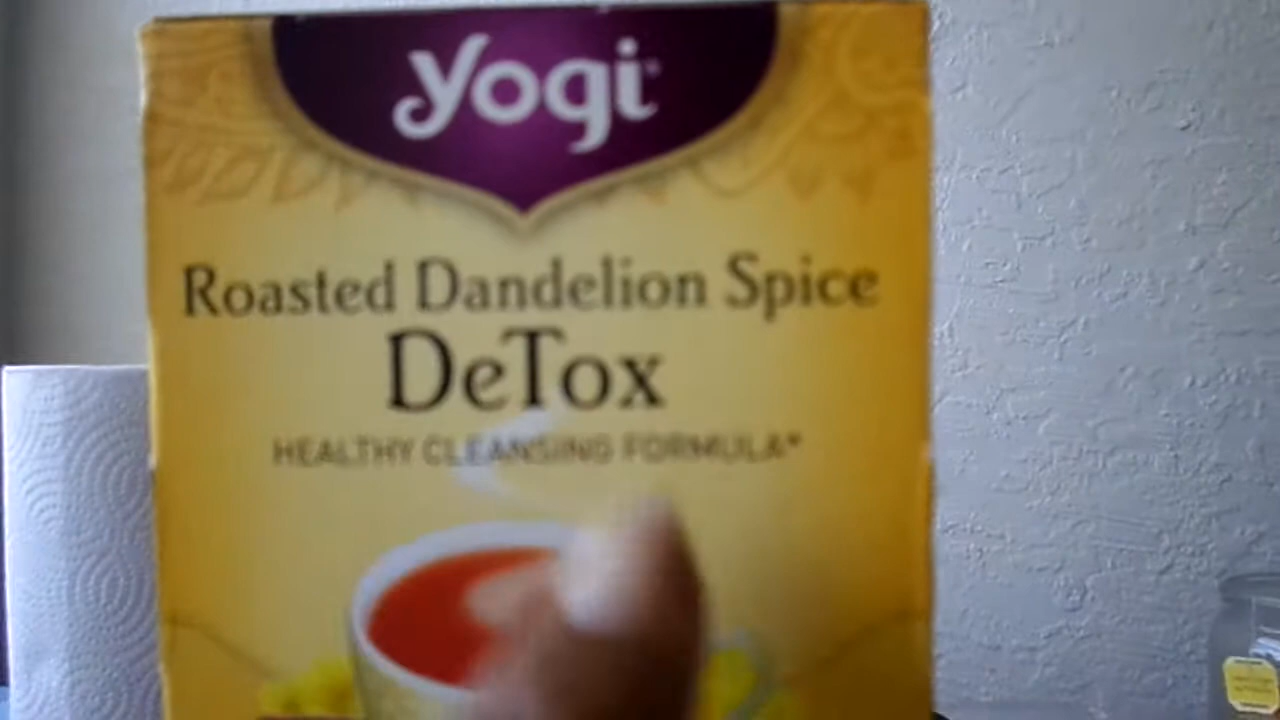 yogi
Roasted Dandelion Spice
DeTox
HEALTHY CLEANSING FORMULA*